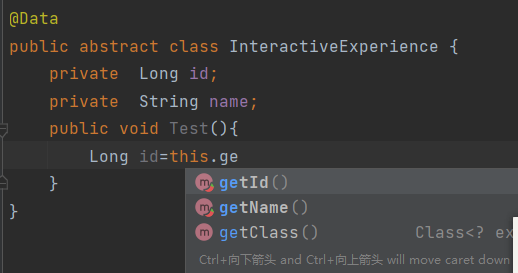 @Data
public abstract class InteractiveExperience {
private  Long id;
private  String name;
public void Test(){
Long id=this.ge
m getId()
m getName()
m getClass() Class<? ex
Ctrl+向下箭头 and Ctrl+向上箭头 will move caret down
}
}